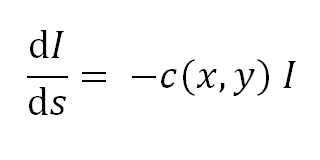 dI/ds = −c(x, y) I